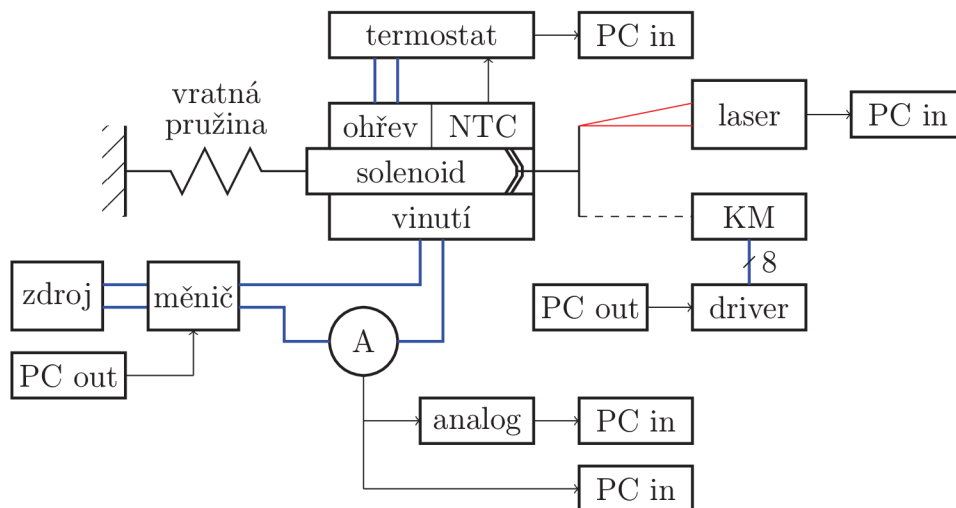 termostat
PC in
vratná
pružina
ohřev
NTC
laser
PC in
solenoid
vinutí
KM
8
zdroj
měnič
PC out
driver
A
PC out
analog
PC in
PC in